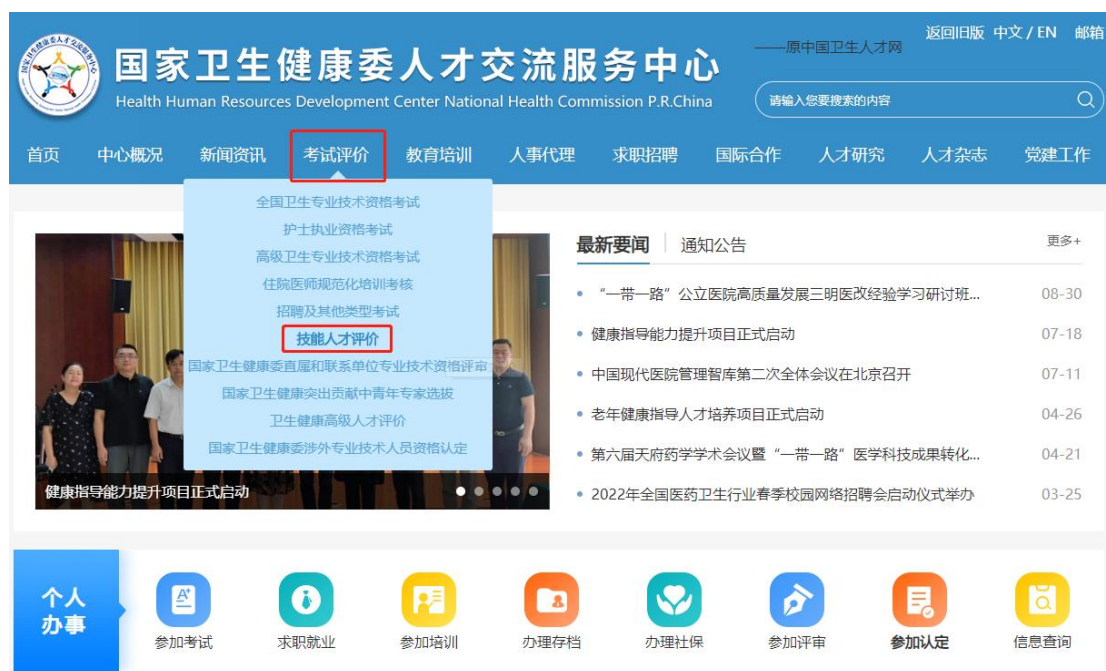 返回旧版 中文 / EN 邮箱
——原中国卫生人才网
国家卫生健康委人才交流服务中心
Health Human Resources Development Center National Health Commission P.R.China
请输入您要搜索的内容
首页 中心概况 新闻资讯 考试评价 教育培训 人事代理 求职招聘 国际合作 人才研究 人才杂志 党建工作
全国卫生专业技术资格考试
护士执业资格考试
高级卫生专业技术资格考试
住院医师规范化培训考核
招聘及其他类型考试
技能人才评价
国家卫生健康委直属和联系单位专业技术资格评审
国家卫生健康突出贡献中青年专家选拔
卫生健康高级人才评价
国家卫生健康委涉外专业技术人员资格认定
健康指导能力提升项目正式启动
最新要闻 通知公告 更多+
“一带一路”公立医院高质量发展三明医改经验学习研讨班... 08-30
健康指导能力提升项目正式启动 07-18
中国现代医院管理智库第二次全体会议在北京召开 07-11
老年健康指导人才培养项目正式启动 04-26
第六届天府药学学术会议暨“一带一路”医学科技成果转化... 04-21
2022年全国医药卫生行业春季校园网络招聘会启动仪式举办 03-25
个人
办事
参加考试 求职就业 参加培训 办理存档 办理社保 参加评审 参加认定 信息查询